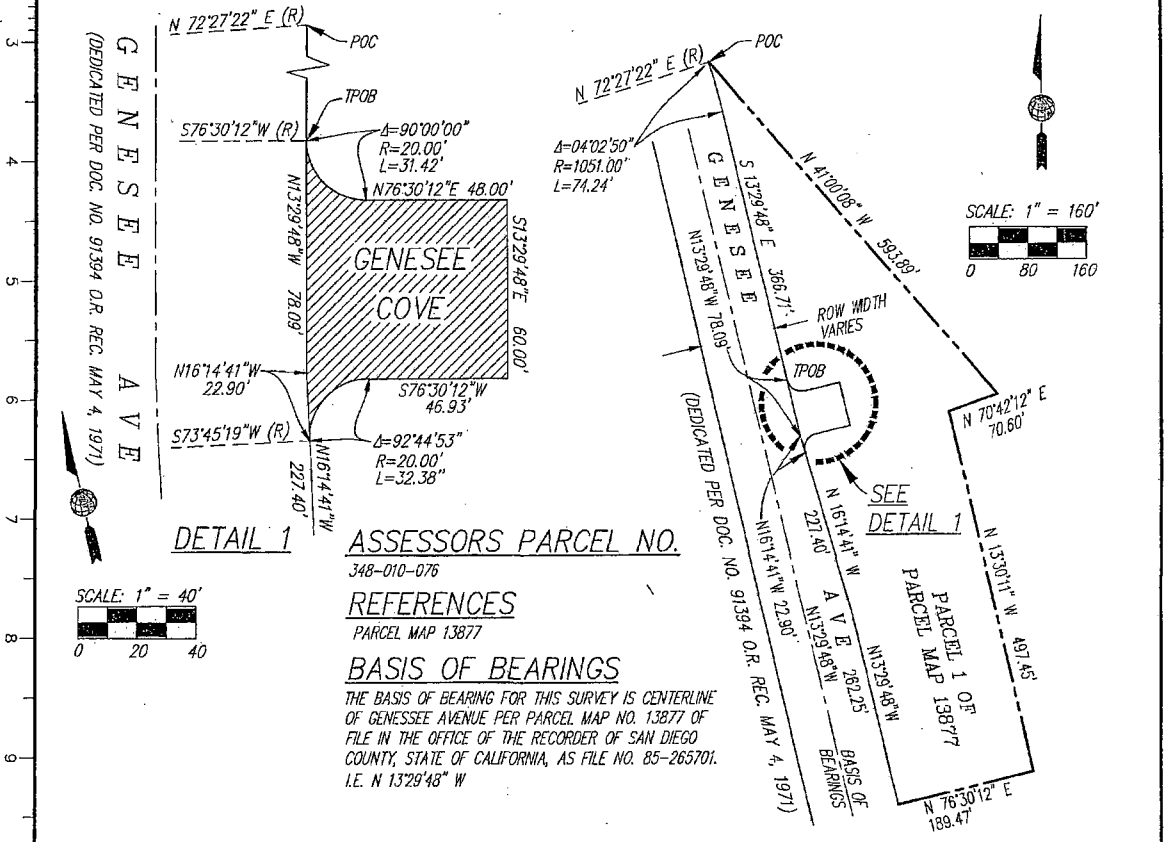 3
4
5
6
7
8
9
GENESEE AVE
(DEDICATED PER DOC. NO. 91394 O.R. REC. MAY 4, 1971)
N 72°27'22" E (R)
POC
TPOB
S76°30'12"W (R)
Δ=90°00'00"
R=20.00'
L=31.42'
N76°30'12"E 48.00'
N13°29'48"W 78.09'
GENESEE
COVE
S13°29'48"E 60.00'
N16°14'41"W
22.90'
S76°30'12"W
46.93'
S73°45'19"W (R)
Δ=92°44'53"
R=20.00'
L=32.38"
N16°14'41"W
227.40'
DETAIL 1
SCALE: 1" = 40'
0 20 40
ASSESSORS PARCEL NO.
348-010-076
REFERENCES
PARCEL MAP 13877
BASIS OF BEARINGS
THE BASIS OF BEARING FOR THIS SURVEY IS CENTERLINE
OF GENESSEE AVENUE PER PARCEL MAP NO. 13877 OF
FILE IN THE OFFICE OF THE RECORDER OF SAN DIEGO
COUNTY, STATE OF CALIFORNIA, AS FILE NO. 85-265701.
I.E. N 13°29'48" W
N 72°27'22" E (R)
POC
Δ=04°02'50"
R=1051.00'
L=74.24'
GENESEE
S 13°29'48" E 366.71'
N 41°00'08" W 593.89'
SCALE: 1" = 160'
0 80 160
N13°29'48"W 78.09'
ROW WIDTH
VARIES
TPOB
N 70°42'12" E
70.60'
SEE
DETAIL 1
(DEDICATED PER DOC. NO. 91394 O.R. REC. MAY 4, 1971)
N16°14'41"W 22.90'
N 16°14'41" W
227.40'
AVE
N13°29'48"W
262.25'
N13°29'48"W
BASIS OF
BEARINGS
PARCEL 1 OF
PARCEL MAP 13877
N 13°30'11" W 497.45'
N 76°30'12" E
189.47'